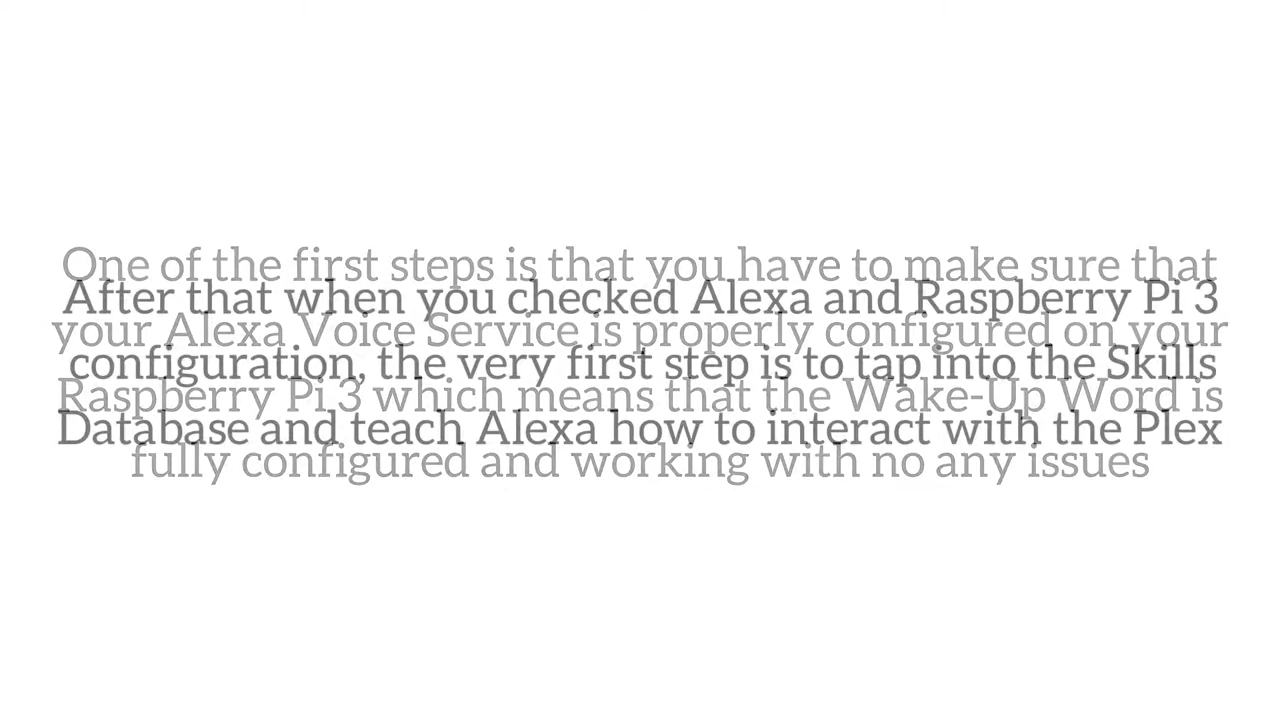 One of the first steps is that you have to make sure that
After that when you checked Alexa and Raspberry Pi 3
your Alexa Voice Service is properly configured on your
configuration, the very first step is to tap into the Skills
Raspberry Pi 3 which means that the Wake-Up Word is
Database and teach Alexa how to interact with the Plex
fully configured and working with no any issues